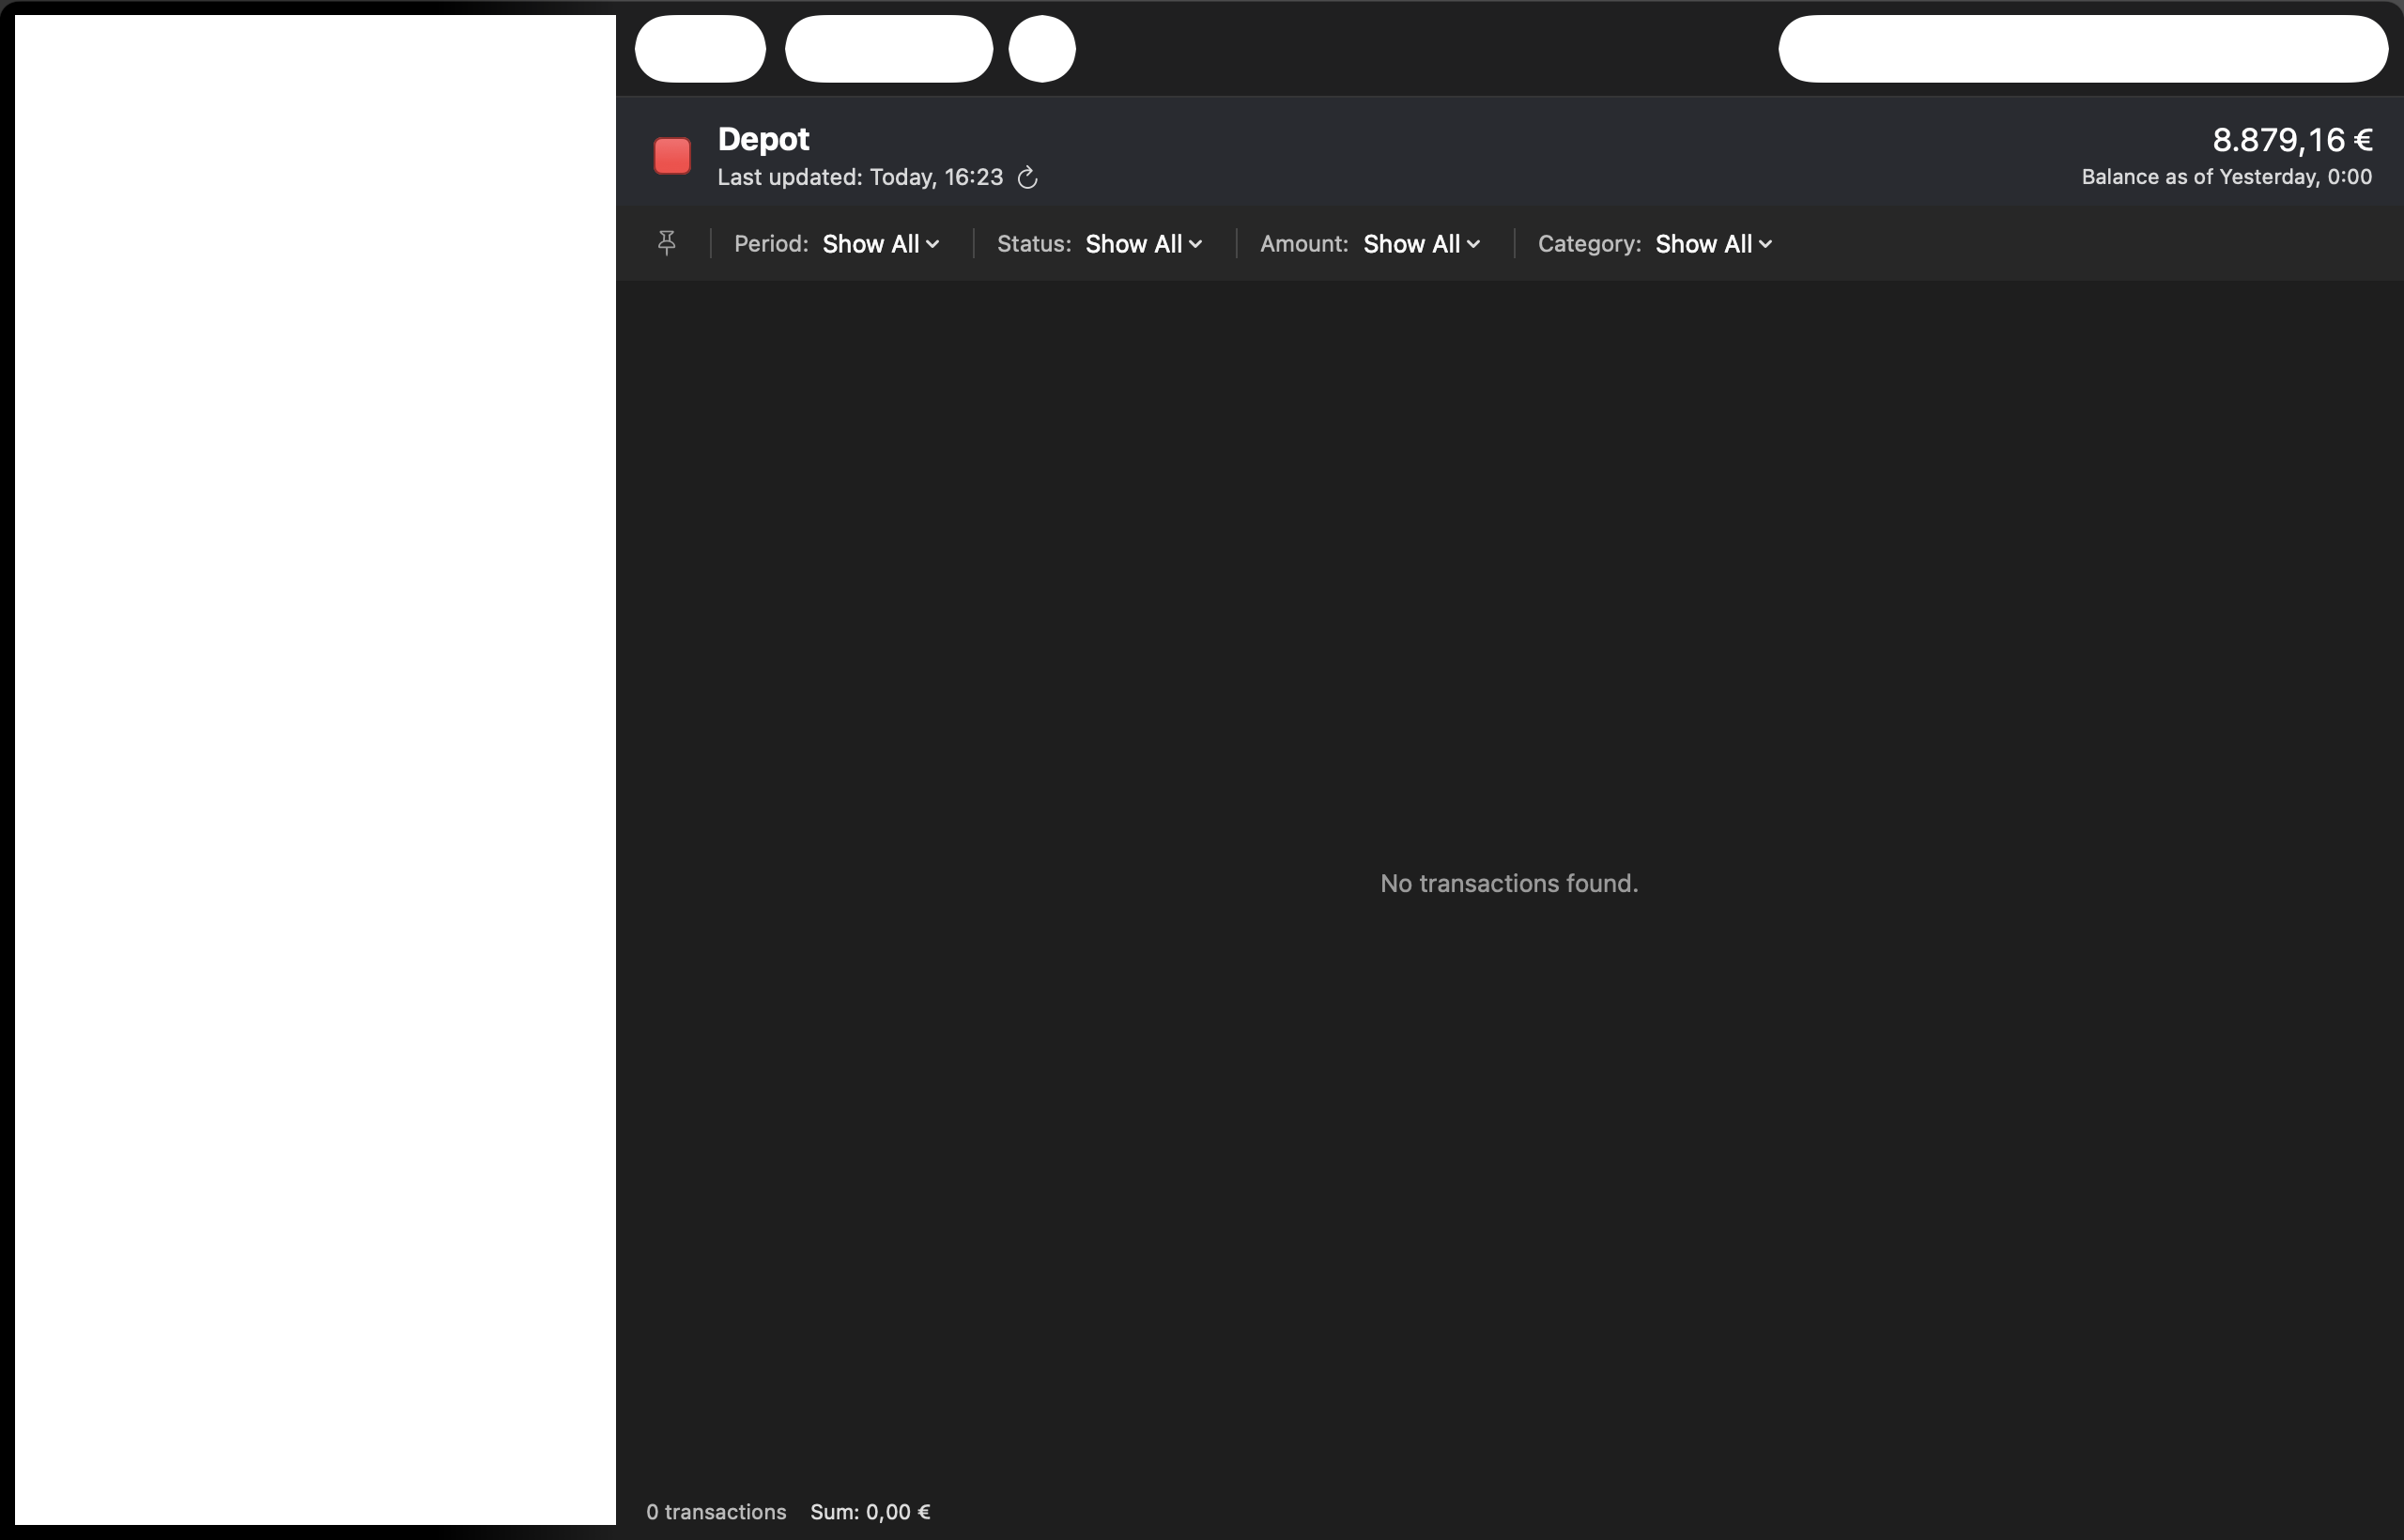 Depot
8.879,16 €
Last updated: Today, 16:23
Balance as of Yesterday, 0:00
Period: Show All
Status: Show All
Amount: Show All
Category: Show All
No transactions found.
0 transactions
Sum: 0,00 €